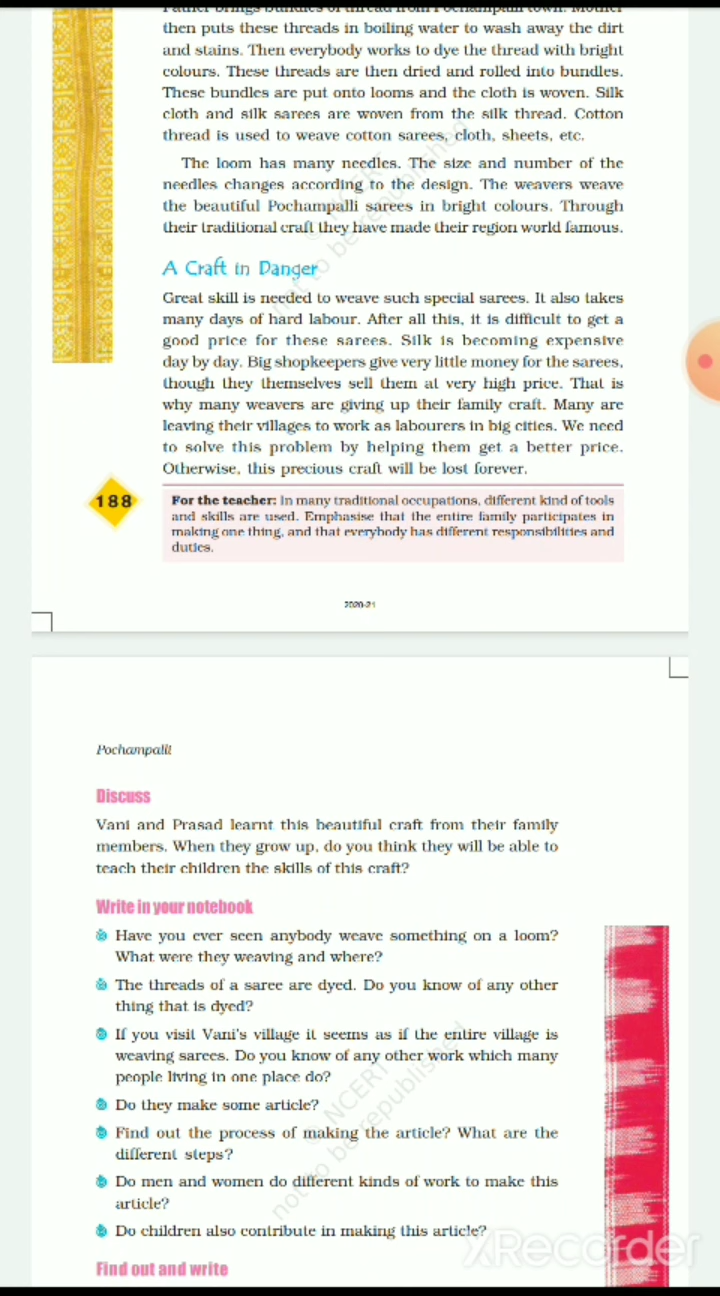 Father brings bundles of thread from Pochampalli town. Mother
then puts these threads in boiling water to wash away the dirt
and stains. Then everybody works to dye the thread with bright
colours. These threads are then dried and rolled into bundles.
These bundles are put onto looms and the cloth is woven. Silk
cloth and silk sarees are woven from the silk thread. Cotton
thread is used to weave cotton sarees, cloth, sheets, etc.
The loom has many needles. The size and number of the
needles changes according to the design. The weavers weave
the beautiful Pochampalli sarees in bright colours. Through
their traditional craft they have made their region world famous.
A Craft in Danger
Great skill is needed to weave such special sarees. It also takes
many days of hard labour. After all this, it is difficult to get a
good price for these sarees. Silk is becoming expensive
day by day. Big shopkeepers give very little money for the sarees,
though they themselves sell them at very high price. That is
why many weavers are giving up their family craft. Many are
leaving their villages to work as labourers in big cities. We need
to solve this problem by helping them get a better price.
Otherwise, this precious craft will be lost forever.
188
For the teacher: In many traditional occupations, different kind of tools
and skills are used. Emphasise that the entire family participates in
making one thing, and that everybody has different responsibilities and
duties.
2020-21
© NCERT
not to be republished
Pochampalli
Discuss
Vani and Prasad learnt this beautiful craft from their family
members. When they grow up, do you think they will be able to
teach their children the skills of this craft?
Write in your notebook
Have you ever seen anybody weave something on a loom?
What were they weaving and where?
The threads of a saree are dyed. Do you know of any other
thing that is dyed?
If you visit Vani's village it seems as if the entire village is
weaving sarees. Do you know of any other work which many
people living in one place do?
Do they make some article?
Find out the process of making the article? What are the
different steps?
Do men and women do different kinds of work to make this
article?
Do children also contribute in making this article?
Find out and write
© NCERT
not to be republished
XRecorder